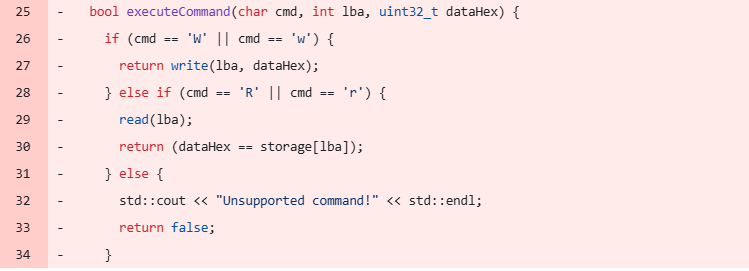 25 - bool executeCommand(char cmd, int lba, uint32_t dataHex) {
26 - if (cmd == 'W' || cmd == 'w') {
27 - return write(lba, dataHex);
28 - } else if (cmd == 'R' || cmd == 'r') {
29 - read(lba);
30 - return (dataHex == storage[lba]);
31 - } else {
32 - std::cout << "Unsupported command!" << std::endl;
33 - return false;
34 - }